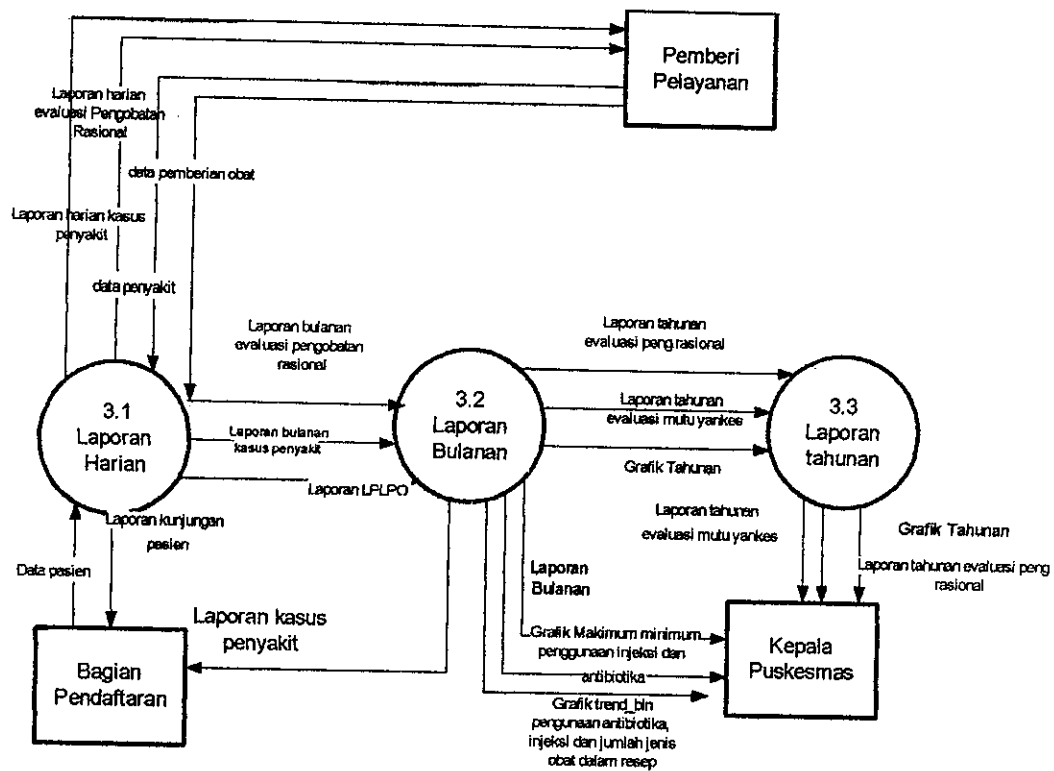 Pemberi
Pelayanan
Laporan harian
evaluasi Pengobatan
Rasional
data pemberian obat
Laporan harian kasus
penyakit
data penyakit
Laporan bulanan
evaluasi pengobatan
rasional
Laporan tahunan
evaluasi peng rasional
3.1
Laporan
Harian
3.2
Laporan
Bulanan
3.3
Laporan
tahunan
Laporan bulanan
kasus penyakit
Laporan tahunan
evaluasi mutu yankes
Grafik Tahunan
Laporan LPLPO
Laporan kunjungan
pasien
Data pasien
Laporan tahunan
evaluasi mutu yankes
Grafik Tahunan
Laporan tahunan evaluasi peng
rasional
Laporan
Bulanan
Laporan kasus
penyakit
Grafik Makimum minimum
penggunaan injeksi dan
antibiotika
Bagian
Pendaftaran
Kepala
Puskesmas
Grafik trend_bln
pengunaan antibiotika,
injeksi dan jumlah jenis
obat dalam resep